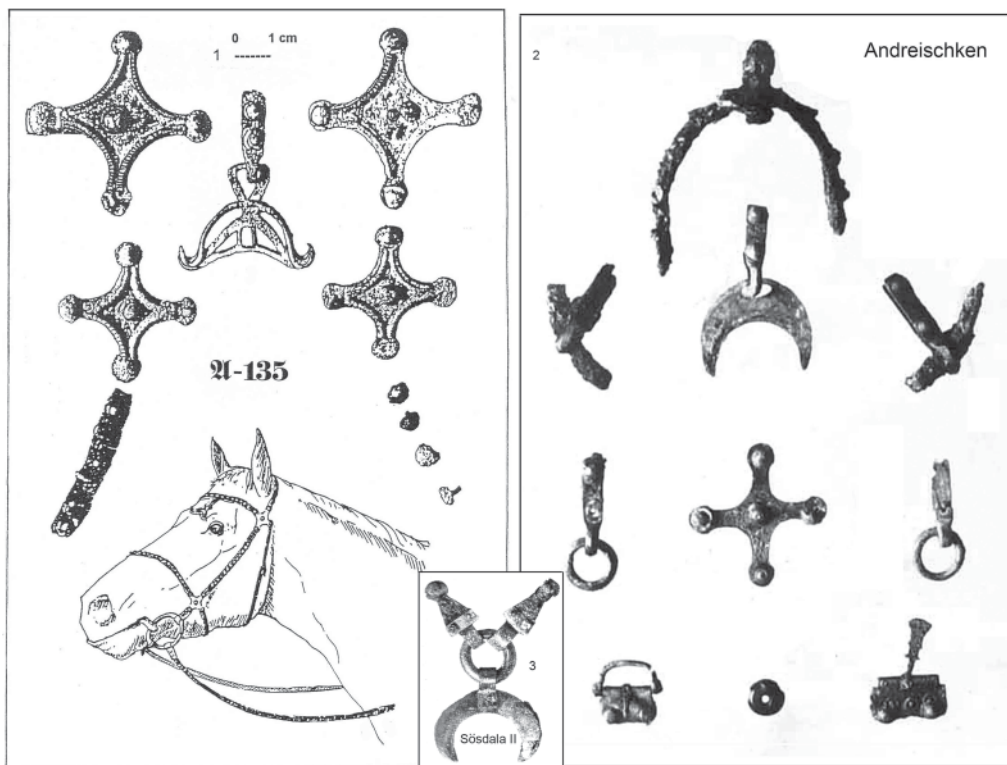 0 1 cm
1
𝔄-135
2
Andreischken
3
Sösdala II